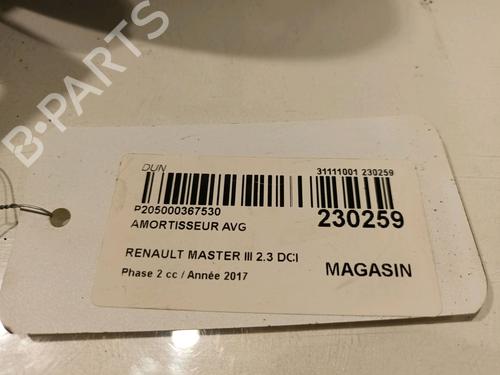 B-PARTS
DUN
31111001 230259
P205000367530
230259
AMORTISSEUR AVG
RENAULT MASTER III 2.3 DCI
MAGASIN
Phase 2 cc / Année 2017